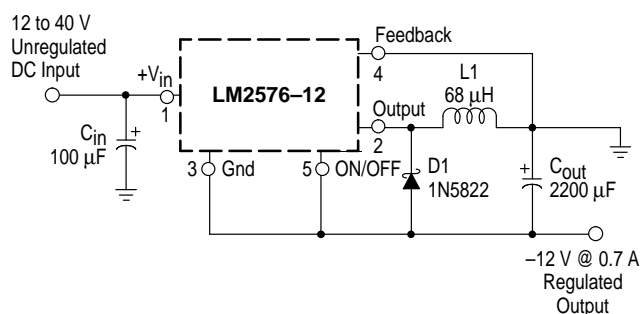 12 to 40 V
Unregulated
DC Input
+Vin
1
Cin
100 µF
+
LM2576–12
Feedback
4
Output
2
L1
68 µH
3
Gnd
5
ON/OFF
D1
1N5822
+
Cout
2200 µF
–12 V @ 0.7 A
Regulated
Output